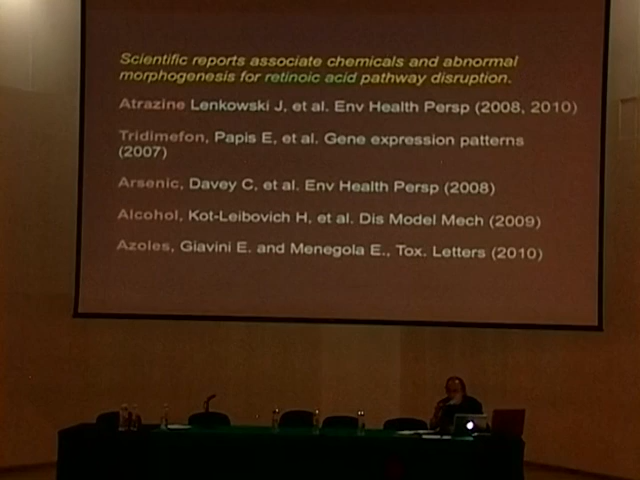 Scientific reports associate chemicals and abnormal
morphogenesis for retinoic acid pathway disruption.
Atrazine Lenkowski J, et al. Env Health Persp (2008, 2010)
Tridimefon, Papis E, et al. Gene expression patterns
(2007)
Arsenic, Davey C, et al. Env Health Persp (2008)
Alcohol, Kot-Leibovich H, et al. Dis Model Mech (2009)
Azoles, Giavini E. and Menegola E., Tox. Letters (2010)